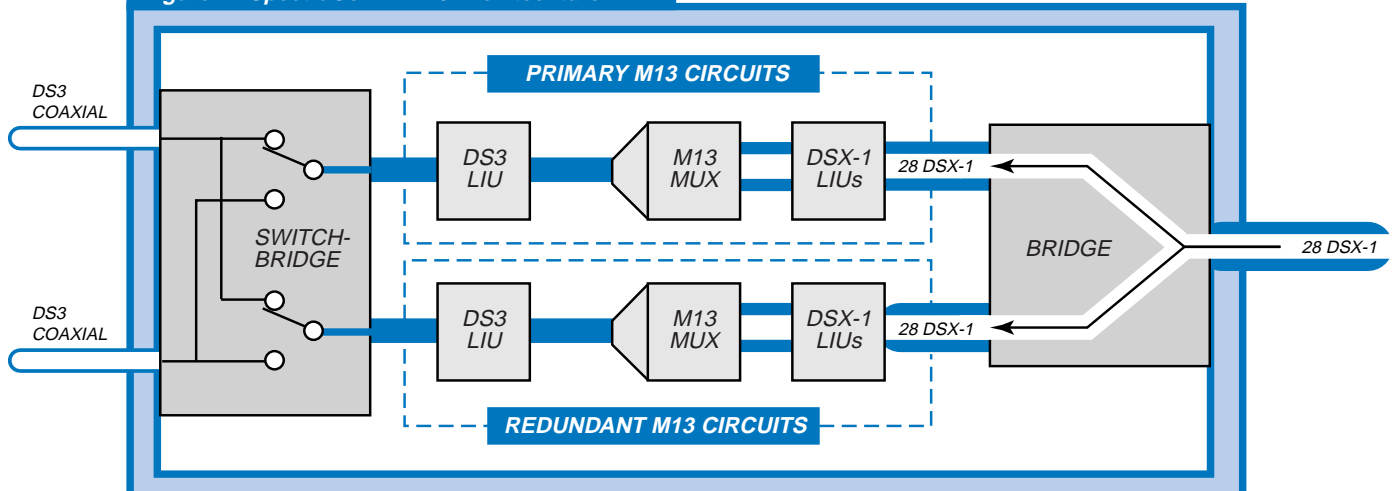 PRIMARY M13 CIRCUITS
DS3
COAXIAL
DS3
LIU
M13
MUX
DSX-1
LIUs
28 DSX-1
SWITCH-
BRIDGE
BRIDGE
28 DSX-1
DS3
COAXIAL
DS3
LIU
M13
MUX
DSX-1
LIUs
28 DSX-1
REDUNDANT M13 CIRCUITS